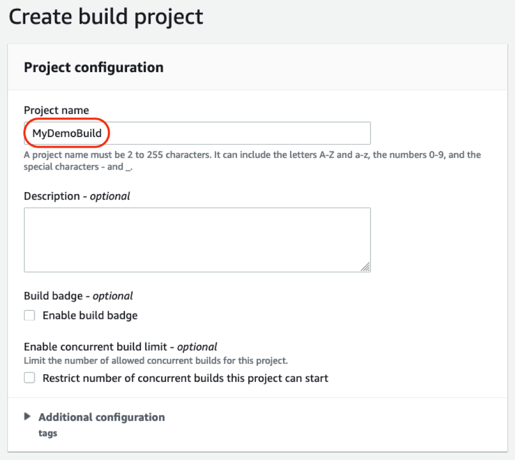 Create build project
Project configuration
Project name
MyDemoBuild
A project name must be 2 to 255 characters. It can include the letters A-Z and a-z, the numbers 0-9, and the
special characters - and _.
Description - optional
Build badge - optional
Enable build badge
Enable concurrent build limit - optional
Limit the number of allowed concurrent builds for this project.
Restrict number of concurrent builds this project can start
Additional configuration
tags